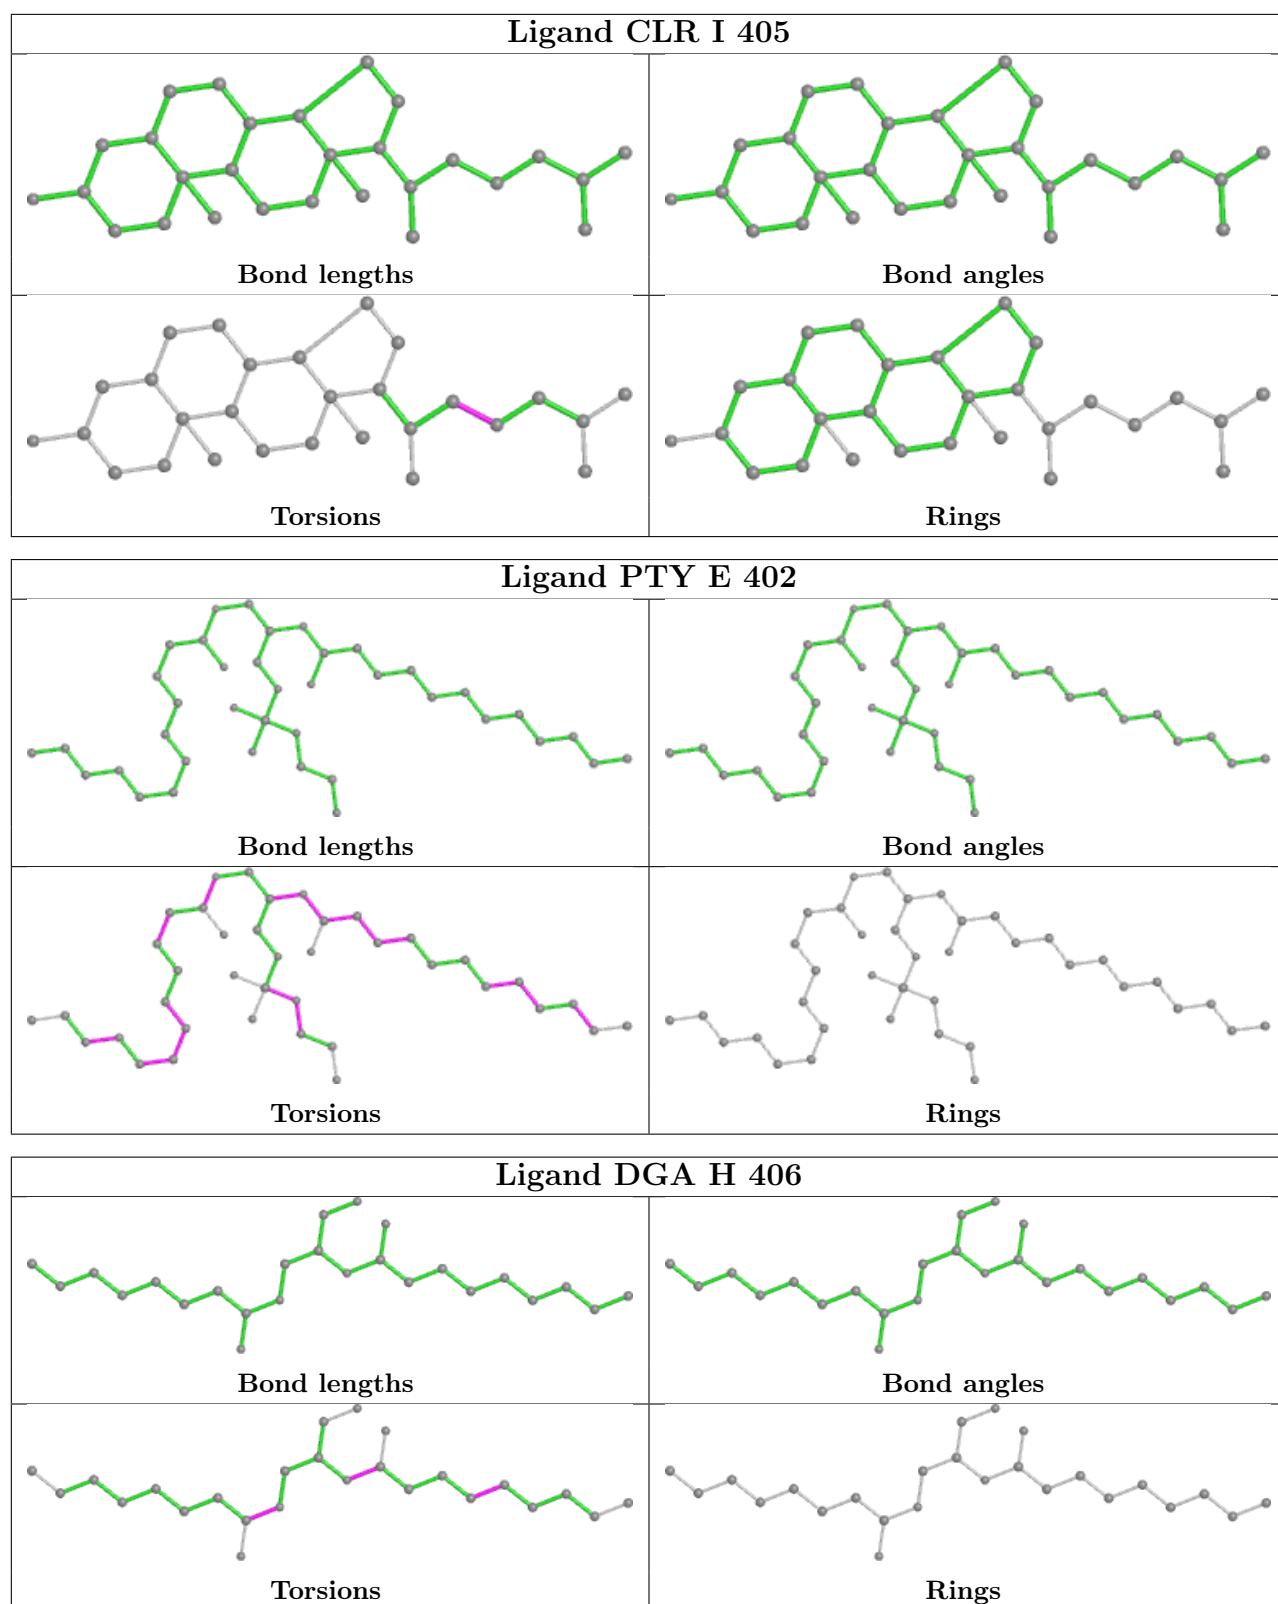 Ligand CLR I 405
Bond lengths
Bond angles
Torsions
Rings
Ligand PTY E 402
Bond lengths
Bond angles
Torsions
Rings
Ligand DGA H 406
Bond lengths
Bond angles
Torsions
Rings